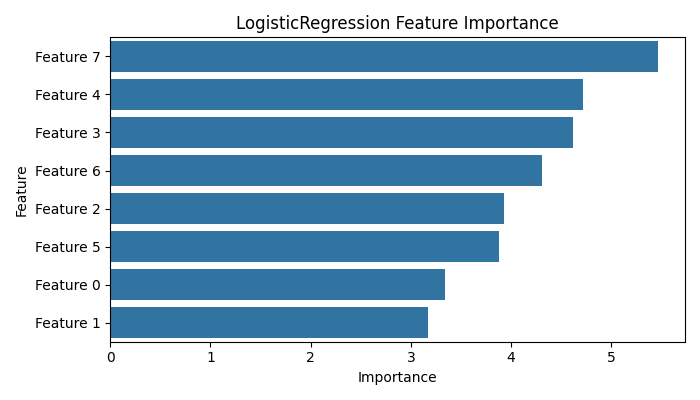 LogisticRegression Feature Importance
Feature
Feature 7
Feature 4
Feature 3
Feature 6
Feature 2
Feature 5
Feature 0
Feature 1
0 1 2 3 4 5
Importance